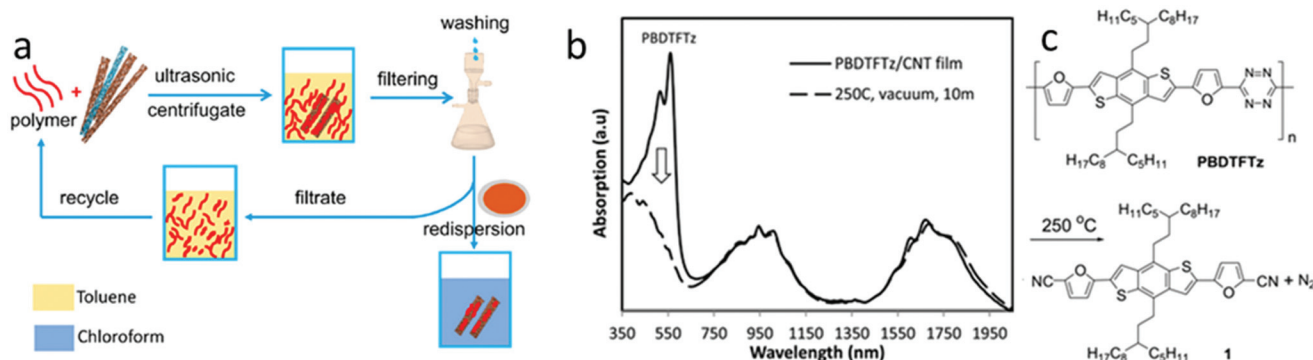 a
washing
ultrasonic
centrifugate
filtering
polymer
+
recycle
filtrate
redispersion
Toluene
Chloroform
b
PBDTFTz
PBDTFTz/CNT film
250C, vacuum, 10m
Absorption (a.u)
350 550 750 950 1150 1350 1550 1750 1950
Wavelength (nm)
c
H₁₁C₅ C₈H₁₇
S O N N
O S N N
n
H₁₇C₈ C₅H₁₁
PBDTFTz
H₁₁C₅ C₈H₁₇
250 °C
S O CN + N₂
NC O S
H₁₇C₈ C₅H₁₁
1